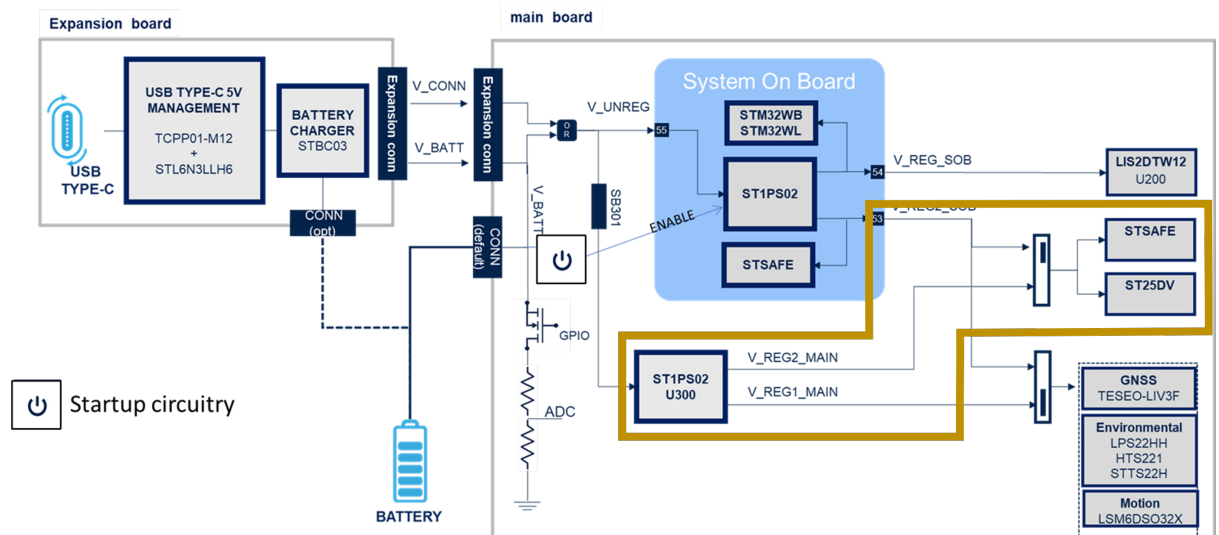 Expansion board
main board
USB
TYPE-C
USB TYPE-C 5V
MANAGEMENT
TCPP01-M12
+
STL6N3LLH6
BATTERY
CHARGER
STBC03
CONN
(opt)
Expansion conn
V_CONN
V_BATT
Expansion conn
CONN
(default)
V_BATT
OR
V_UNREG
SB301
ENABLE
GPIO
ADC
System On Board
55
STM32WB
STM32WL
ST1PS02
STSAFE
54
53
V_REG_SOB
V_REG2_SOB
LIS2DTW12
U200
STSAFE
ST25DV
ST1PS02
U300
V_REG2_MAIN
V_REG1_MAIN
GNSS
TESEO-LIV3F
Environmental
LPS22HH
HTS221
STTS22H
Motion
LSM6DSO32X
Startup circuitry
BATTERY